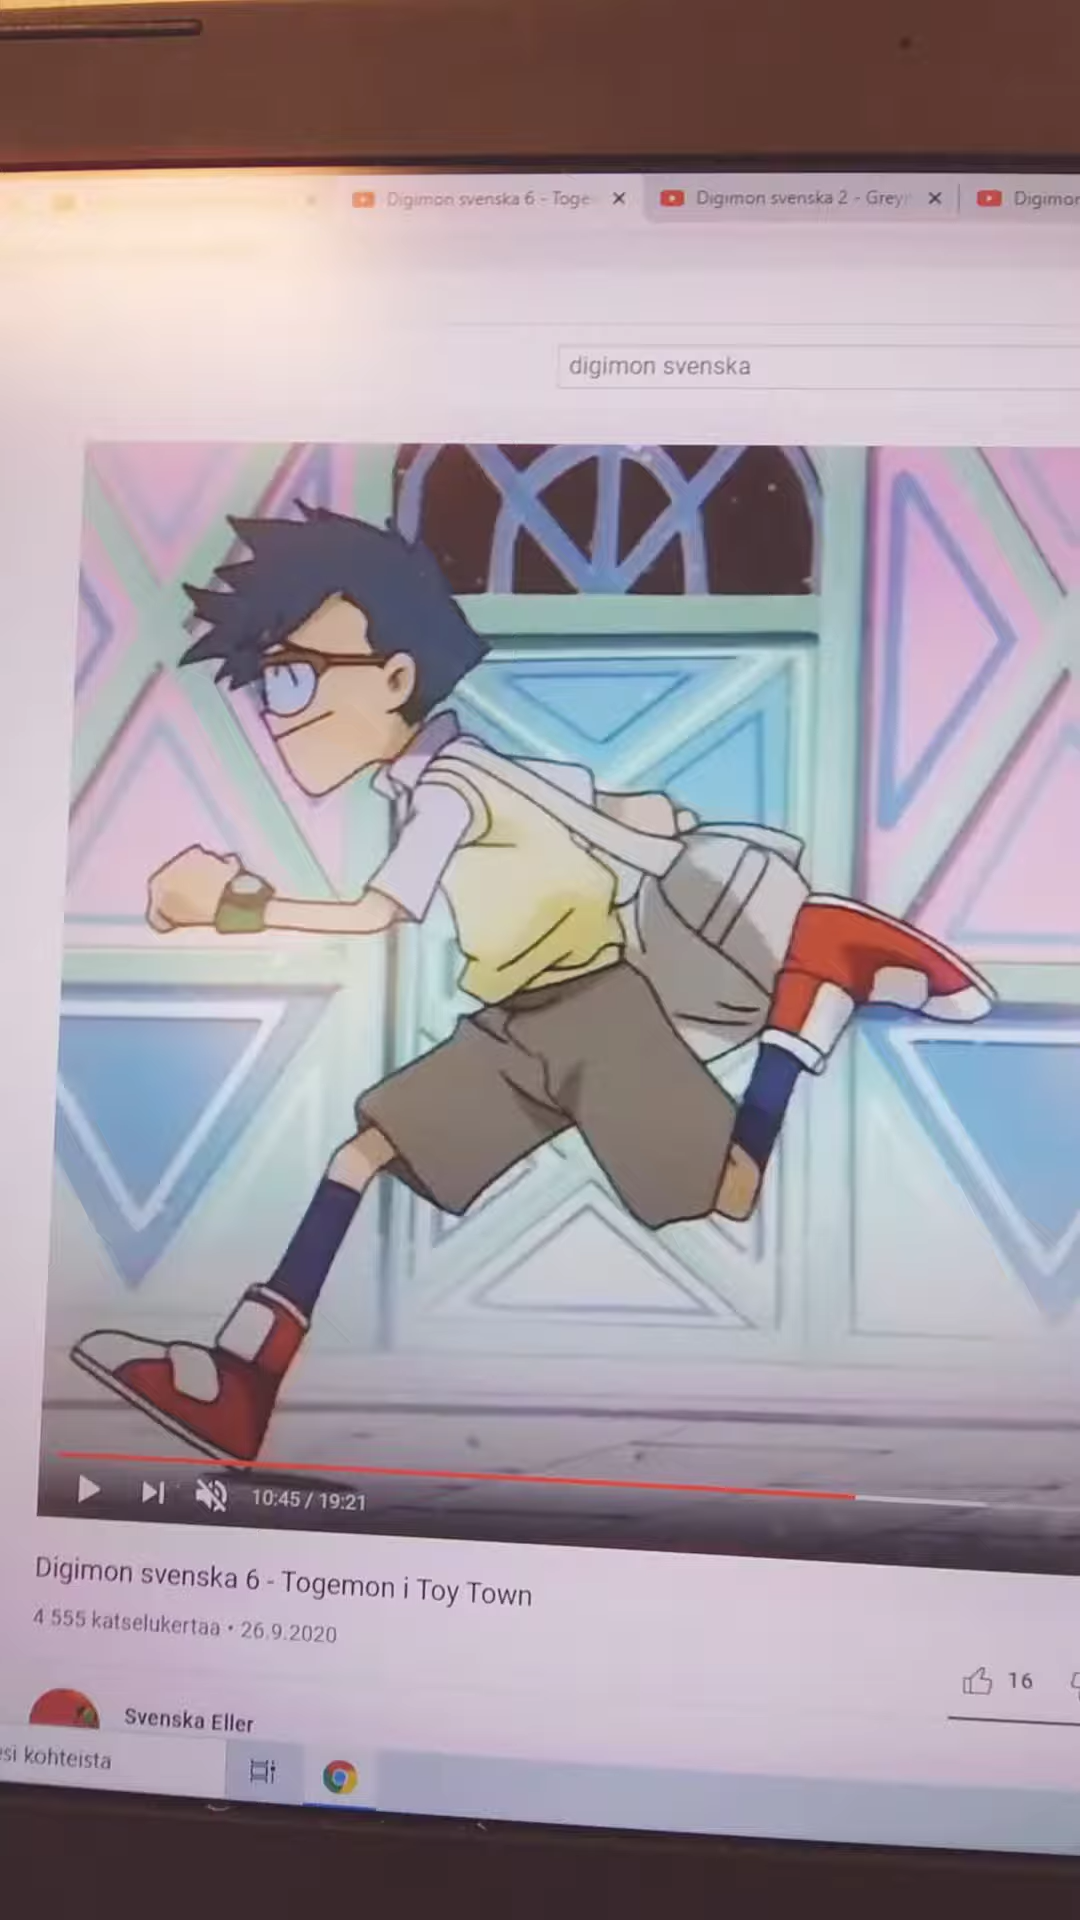 Digimon svenska 6 - Toge
Digimon svenska 2 - Grey
Digimon
digimon svenska
10:45 / 19:21
Digimon svenska 6 - Togemon i Toy Town
4 555 katselukertaa • 26.9.2020
16
Svenska Eller
esi kohteista